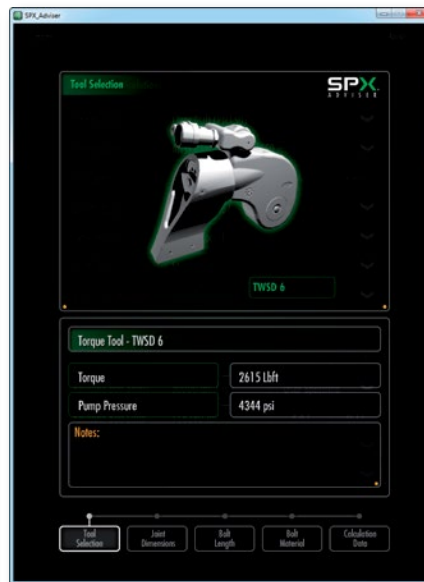 SPX_Adviser
Tool Selection
SPX
ADVISER
TWSD 6
Torque Tool - TWSD 6
Torque
2615 Lbft
Pump Pressure
4344 psi
Notes:
Tool
Selection
Joint
Dimensions
Bolt
Length
Bolt
Material
Calculation
Data